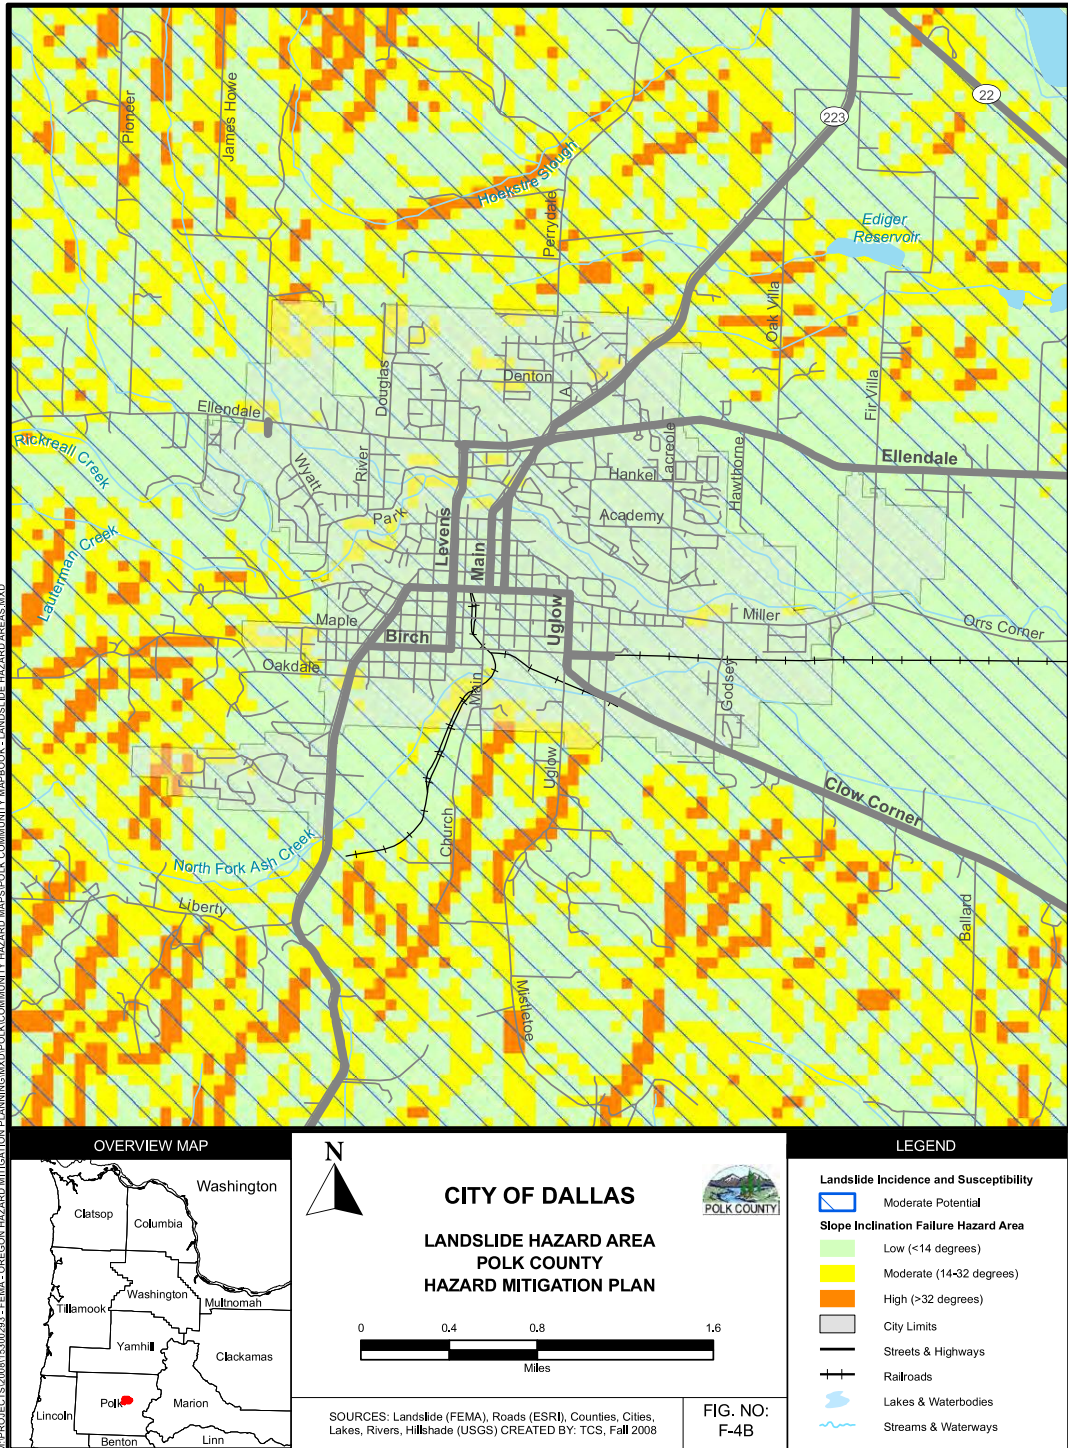 Pioneer
James Howe
22
223
Hoekstre Slough
Perrydale
Ediger
Reservoir
Oak Villa
Fir Villa
Douglas
Denton
A
Ellendale
Rickreall Creek
Wyatt
River
Hankel
Lacreole
Hawthorne
Ellendale
Park
Levens
Main
Academy
Lauterman Creek
Maple
Birch
Uglow
Miller
Orrs Corner
Oakdale
Main
Godsey
Uglow
Church
Clow Corner
North Fork Ash Creek
Liberty
Ballard
Mistletoe
OVERVIEW MAP
Washington
Clatsop
Columbia
Tillamook
Washington
Multnomah
Yamhill
Clackamas
Polk
Marion
Lincoln
Benton
Linn
N
CITY OF DALLAS
POLK COUNTY
LANDSLIDE HAZARD AREA
POLK COUNTY
HAZARD MITIGATION PLAN
0 0.4 0.8 1.6
Miles
SOURCES: Landslide (FEMA), Roads (ESRI), Counties, Cities,
Lakes, Rivers, Hillshade (USGS) CREATED BY: TCS, Fall 2008
FIG. NO:
F-4B
LEGEND
Landslide Incidence and Susceptibility
Moderate Potential
Slope Inclination Failure Hazard Area
Low (<14 degrees)
Moderate (14-32 degrees)
High (>32 degrees)
City Limits
Streets & Highways
Railroads
Lakes & Waterbodies
Streams & Waterways